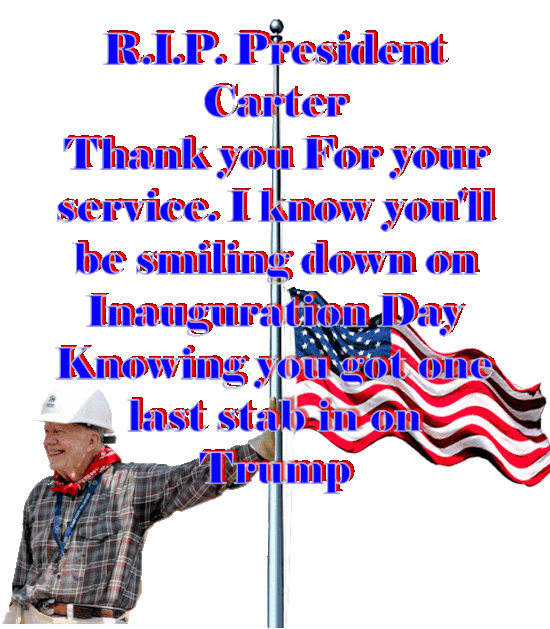 R.I.P. President
Carter
Thank you For your
service. I know you'll
be smiling down on
Inauguration Day
Knowing you got one
last stab in on
Trump